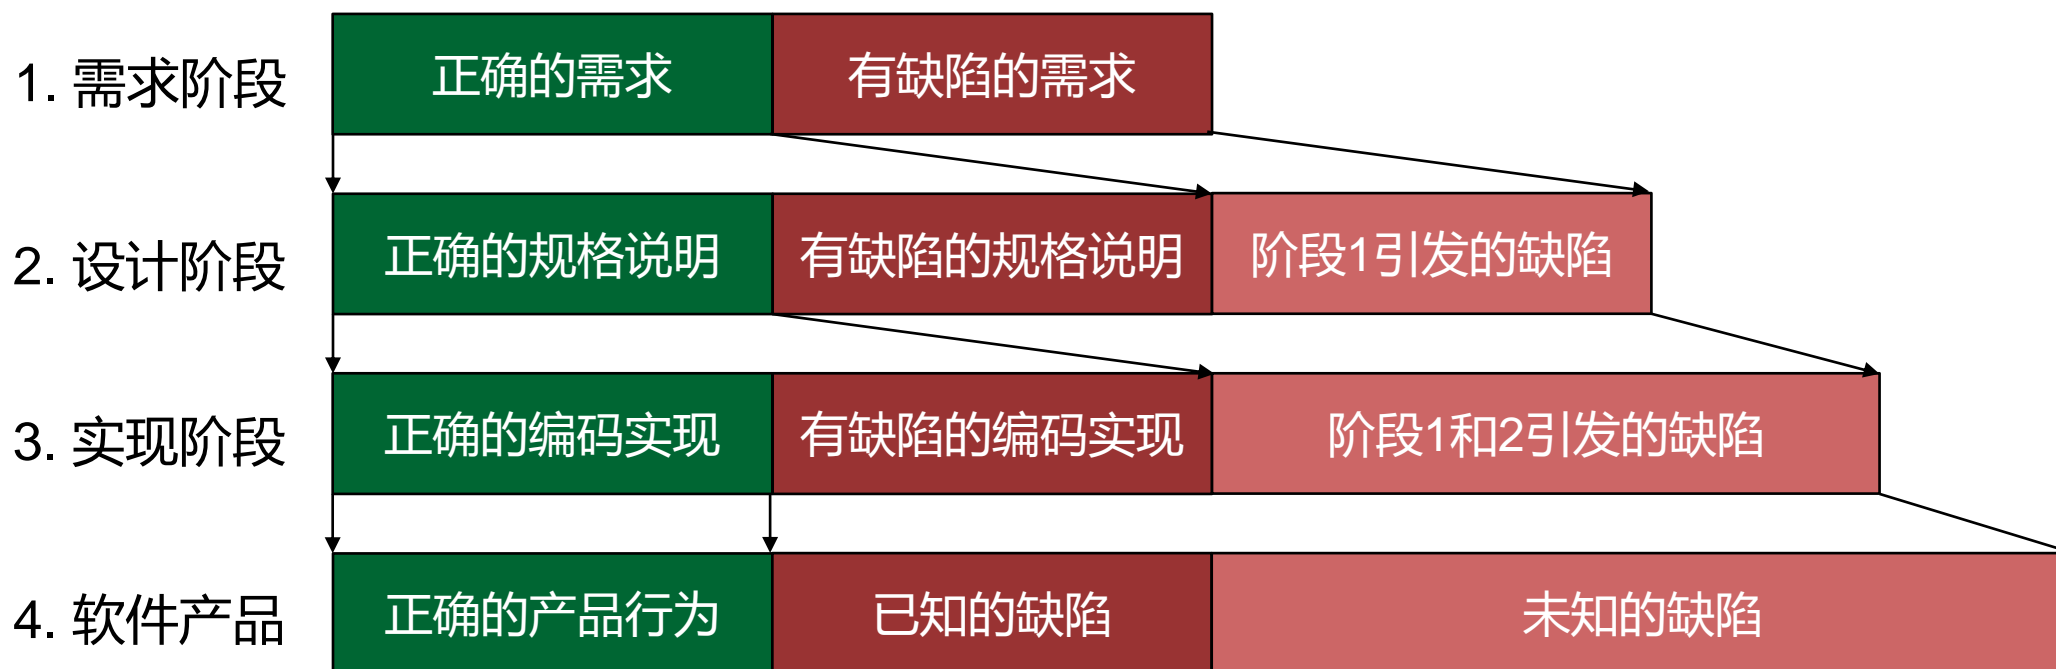 1. 需求阶段 正确的需求 有缺陷的需求
2. 设计阶段 正确的规格说明 有缺陷的规格说明 阶段1引发的缺陷
3. 实现阶段 正确的编码实现 有缺陷的编码实现 阶段1和2引发的缺陷
4. 软件产品 正确的产品行为 已知的缺陷 未知的缺陷